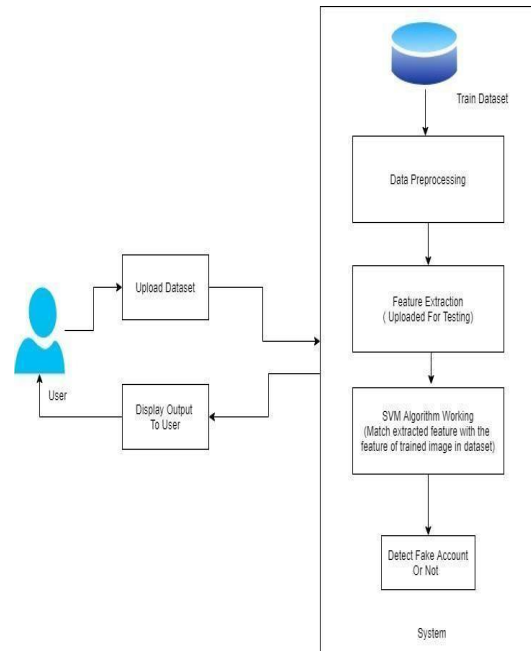 Train Dataset
Data Preprocessing
Upload Dataset
Feature Extraction
( Uploaded For Testing)
User
Display Output
To User
SVM Algorithm Working
(Match extracted feature with the
feature of trained image in dataset)
Detect Fake Account
Or Not
System